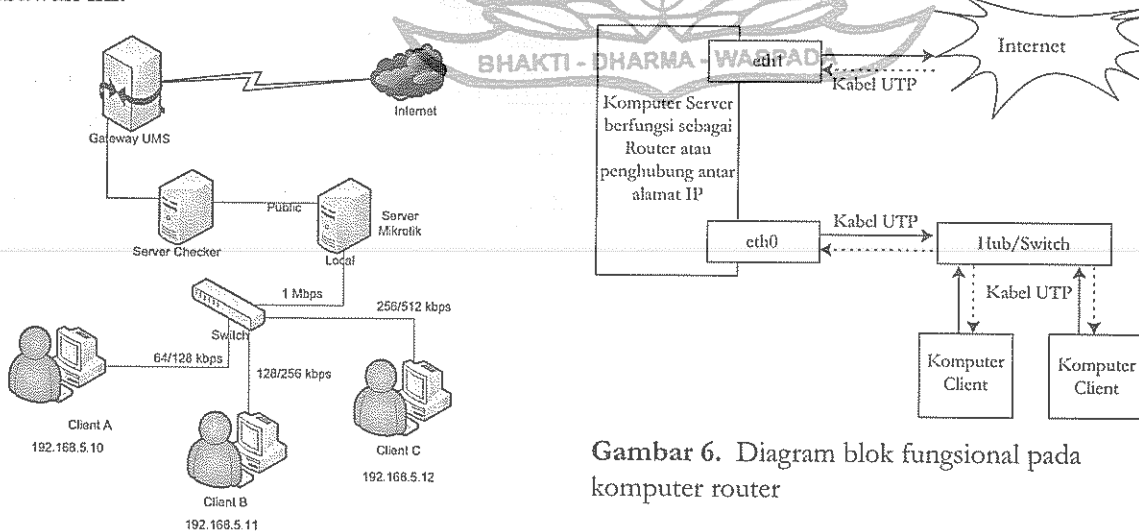 BHAKTI - DHARMA - WASPADA
Gateway UMS
Internet
Server Checker
Public
Server
Mikrotik
Local
1 Mbps
Switch
256/512 kbps
64/128 kbps
128/256 kbps
Client A
192.168.5.10
Client B
192.168.5.11
Client C
192.168.5.12
eth1
Internet
Kabel UTP
Komputer Server
berfungsi sebagai
Router atau
penghubung antar
alamat IP
eth0
Kabel UTP
Hub/Switch
Kabel UTP
Komputer
Client
Komputer
Client
Gambar 6. Diagram blok fungsional pada
komputer router